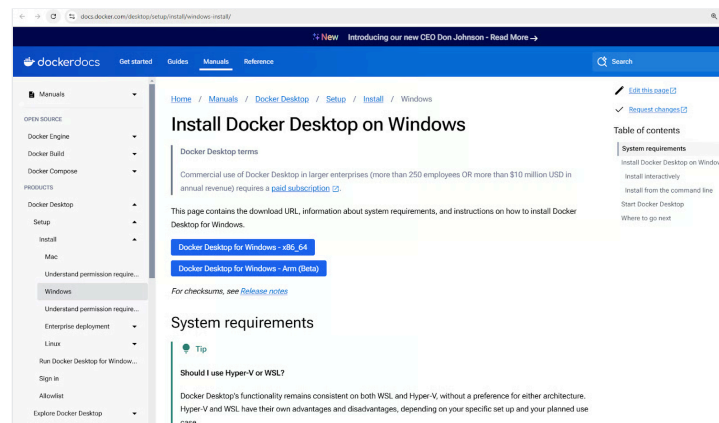 docs.docker.com/desktop/setup/install/windows-install/
New Introducing our new CEO Don Johnson - Read More →
dockerdocs Get started Guides Manuals Reference Search
Manuals
OPEN SOURCE
Docker Engine
Docker Build
Docker Compose
PRODUCTS
Docker Desktop
Setup
Install
Mac
Understand permission require...
Windows
Understand permission require...
Enterprise deployment
Linux
Run Docker Desktop for Window...
Sign in
Allowlist
Explore Docker Desktop
Home / Manuals / Docker Desktop / Setup / Install / Windows
Install Docker Desktop on Windows
Docker Desktop terms
Commercial use of Docker Desktop in larger enterprises (more than 250 employees OR more than $10 million USD in
annual revenue) requires a paid subscription.
This page contains the download URL, information about system requirements, and instructions on how to install Docker
Desktop for Windows.
Docker Desktop for Windows - x86_64
Docker Desktop for Windows - Arm (Beta)
For checksums, see Release notes
System requirements
Tip
Should I use Hyper-V or WSL?
Docker Desktop's functionality remains consistent on both WSL and Hyper-V, without a preference for either architecture.
Hyper-V and WSL have their own advantages and disadvantages, depending on your specific set up and your planned use
case.
Edit this page
Request changes
Table of contents
System requirements
Install Docker Desktop on Window
Install interactively
Install from the command line
Start Docker Desktop
Where to go next